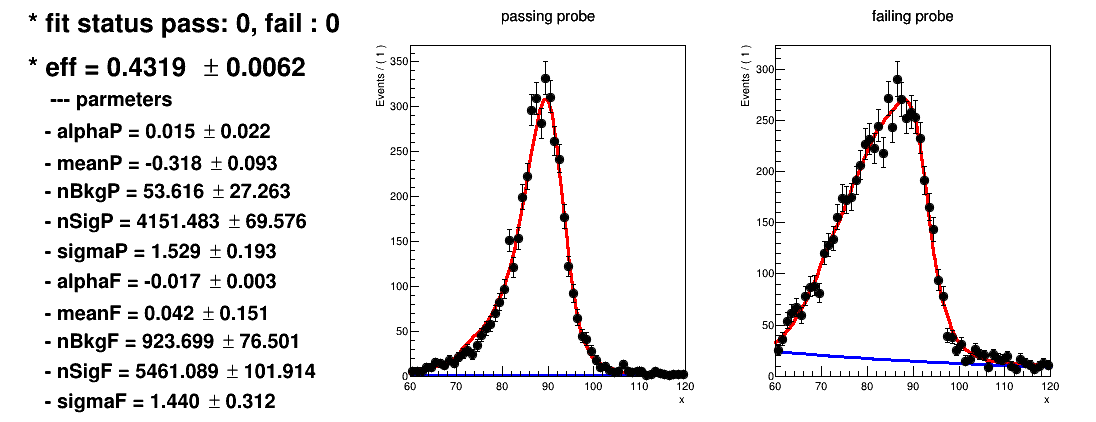 * fit status pass: 0, fail : 0
* eff = 0.4319 ± 0.0062
--- parmeters
- alphaP = 0.015 ± 0.022
- meanP = -0.318 ± 0.093
- nBkgP = 53.616 ± 27.263
- nSigP = 4151.483 ± 69.576
- sigmaP = 1.529 ± 0.193
- alphaF = -0.017 ± 0.003
- meanF = 0.042 ± 0.151
- nBkgF = 923.699 ± 76.501
- nSigF = 5461.089 ± 101.914
- sigmaF = 1.440 ± 0.312
passing probe
Events / ( 1 )
350
300
250
200
150
100
50
0
60 70 80 90 100 110 120
x
failing probe
Events / ( 1 )
300
250
200
150
100
50
0
60 70 80 90 100 110 120
x